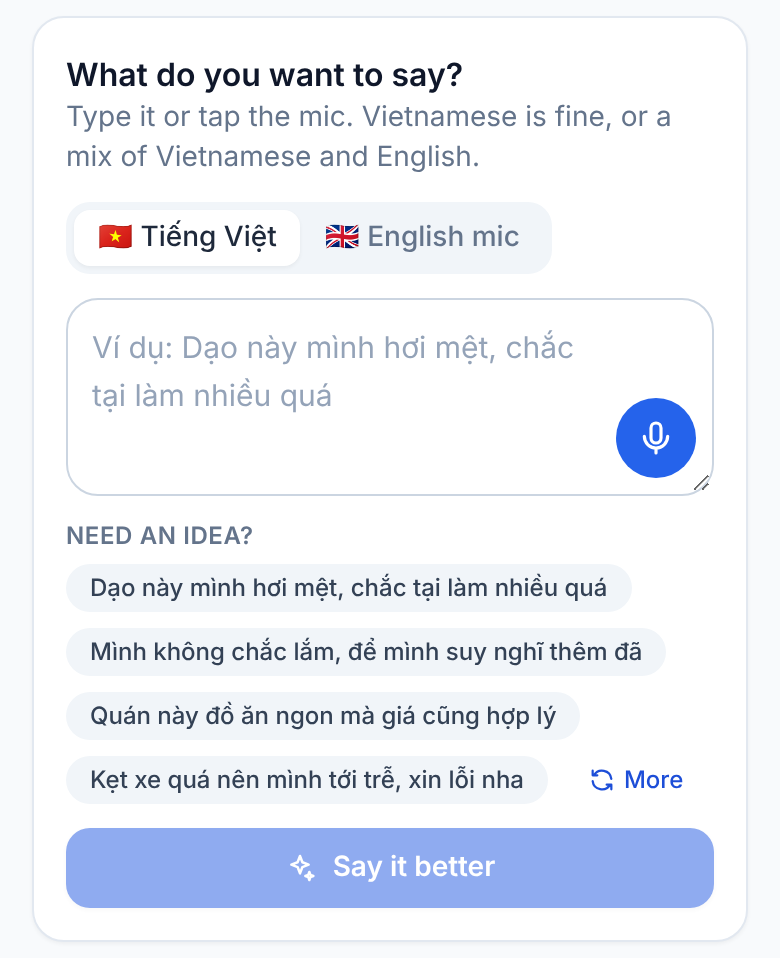 What do you want to say?
Type it or tap the mic. Vietnamese is fine, or a
mix of Vietnamese and English.
Tiếng Việt
English mic
Ví dụ: Dạo này mình hơi mệt, chắc
tại làm nhiều quá
NEED AN IDEA?
Dạo này mình hơi mệt, chắc tại làm nhiều quá
Mình không chắc lắm, để mình suy nghĩ thêm đã
Quán này đồ ăn ngon mà giá cũng hợp lý
Kẹt xe quá nên mình tới trễ, xin lỗi nha
More
Say it better